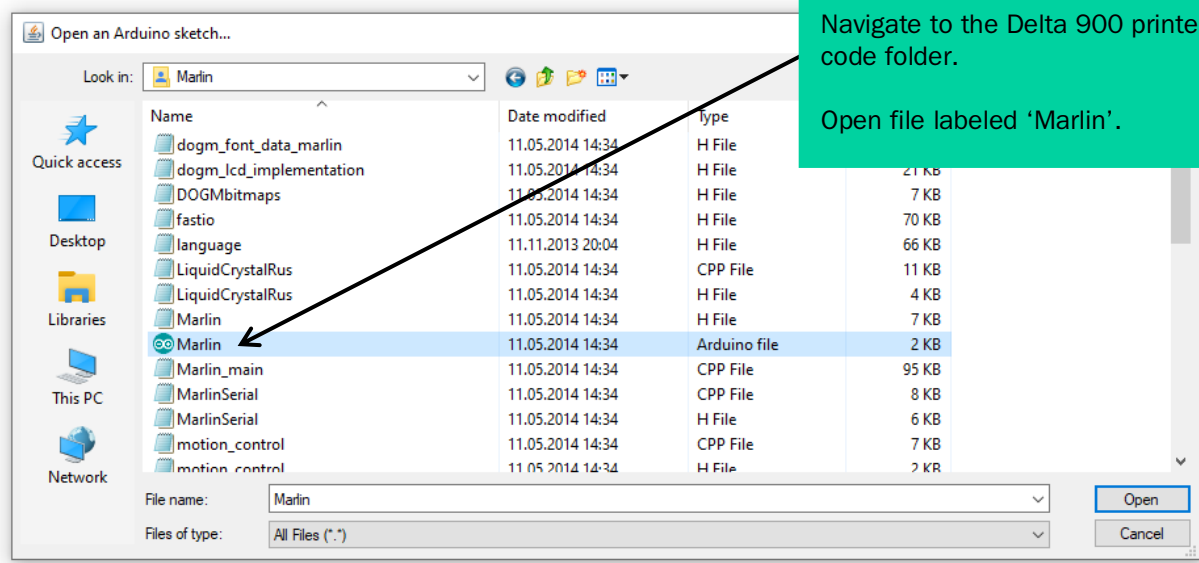 Open an Arduino sketch...
Navigate to the Delta 900 printe
code folder.
Open file labeled ‘Marlin’.
Look in: Marlin
Name Date modified Type
dogm_font_data_marlin 11.05.2014 14:34 H File
dogm_lcd_implementation 11.05.2014 14:34 H File 21 KB
DOGMbitmaps 11.05.2014 14:34 H File 7 KB
fastio 11.05.2014 14:34 H File 70 KB
language 11.11.2013 20:04 H File 66 KB
LiquidCrystalRus 11.05.2014 14:34 CPP File 11 KB
LiquidCrystalRus 11.05.2014 14:34 H File 4 KB
Marlin 11.05.2014 14:34 H File 7 KB
Marlin 11.05.2014 14:34 Arduino file 2 KB
Marlin_main 11.05.2014 14:34 CPP File 95 KB
MarlinSerial 11.05.2014 14:34 CPP File 8 KB
MarlinSerial 11.05.2014 14:34 H File 6 KB
motion_control 11.05.2014 14:34 CPP File 7 KB
motion_control 11.05.2014 14:34 H File 2 KB
Quick access
Desktop
Libraries
This PC
Network
File name: Marlin Open
Files of type: All Files (*.*) Cancel